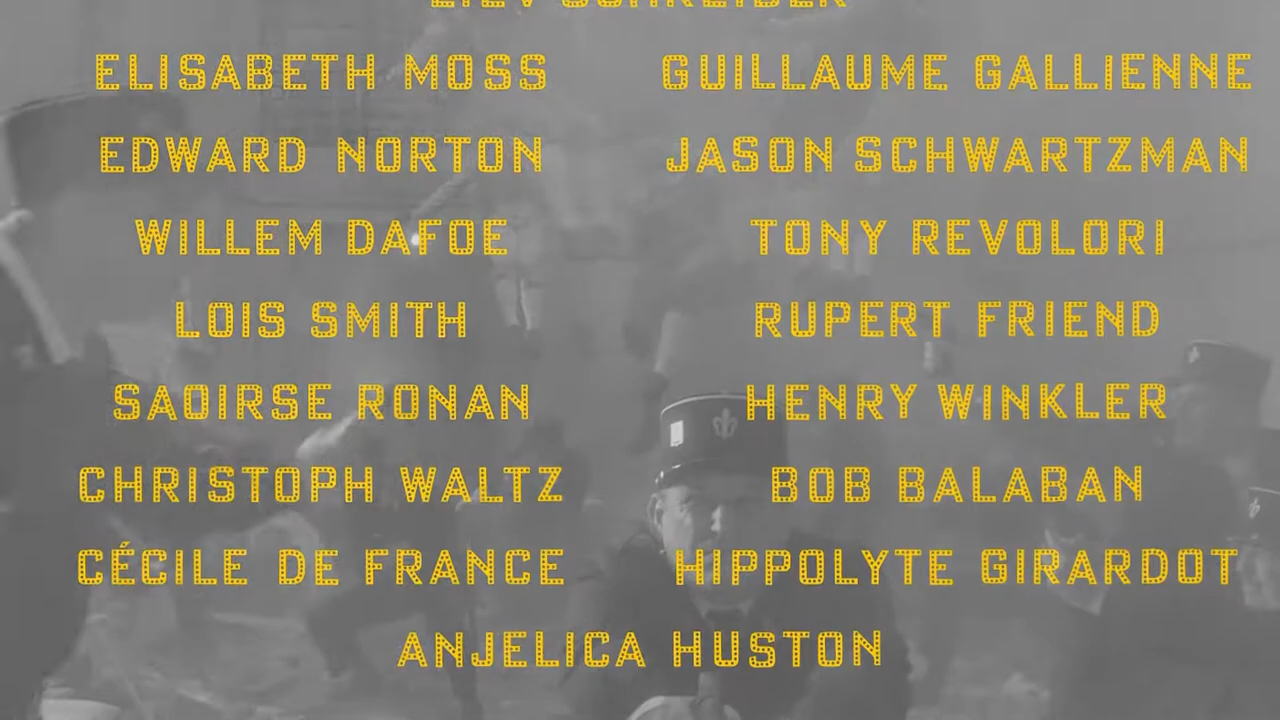 ELISABETH MOSS GUILLAUME GALLIENNE
EDWARD NORTON JASON SCHWARTZMAN
WILLEM DAFOE TONY REVOLORI
LOIS SMITH RUPERT FRIEND
SAOIRSE RONAN HENRY WINKLER
CHRISTOPH WALTZ BOB BALABAN
CÉCILE DE FRANCE HIPPOLYTE GIRARDOT
ANJELICA HUSTON